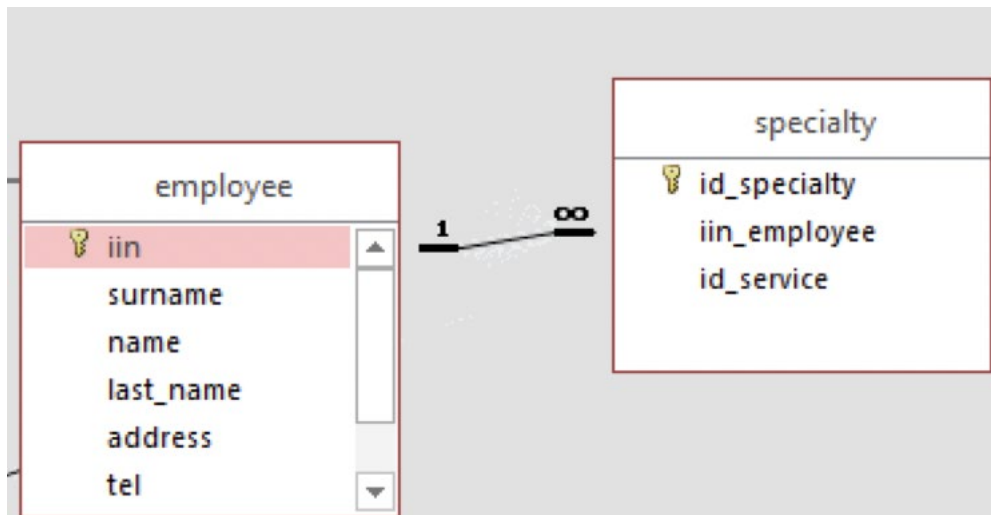 employee
iin
surname
name
last_name
address
tel
1
∞
specialty
id_specialty
iin_employee
id_service